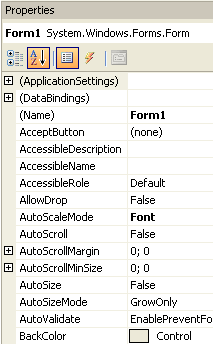 Properties
Form1 System.Windows.Forms.Form
(ApplicationSettings)
(DataBindings)
(Name) Form1
AcceptButton (none)
AccessibleDescription
AccessibleName
AccessibleRole Default
AllowDrop False
AutoScaleMode Font
AutoScroll False
AutoScrollMargin 0; 0
AutoScrollMinSize 0; 0
AutoSize False
AutoSizeMode GrowOnly
AutoValidate EnablePreventFo
BackColor Control